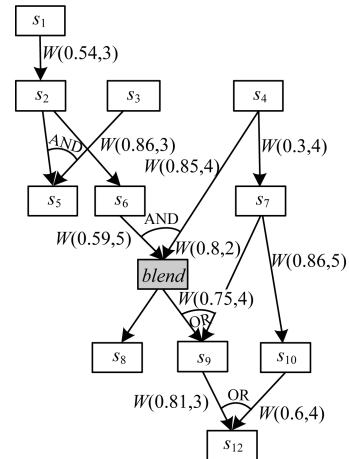 s1
W(0.54,3)
s2
s3
s4
AND
W(0.86,3)
W(0.85,4)
W(0.3,4)
s5
s6
s7
AND
W(0.59,5)
W(0.8,2)
blend
W(0.75,4)
W(0.86,5)
OR
s8
s9
s10
W(0.81,3)
OR
W(0.6,4)
s12